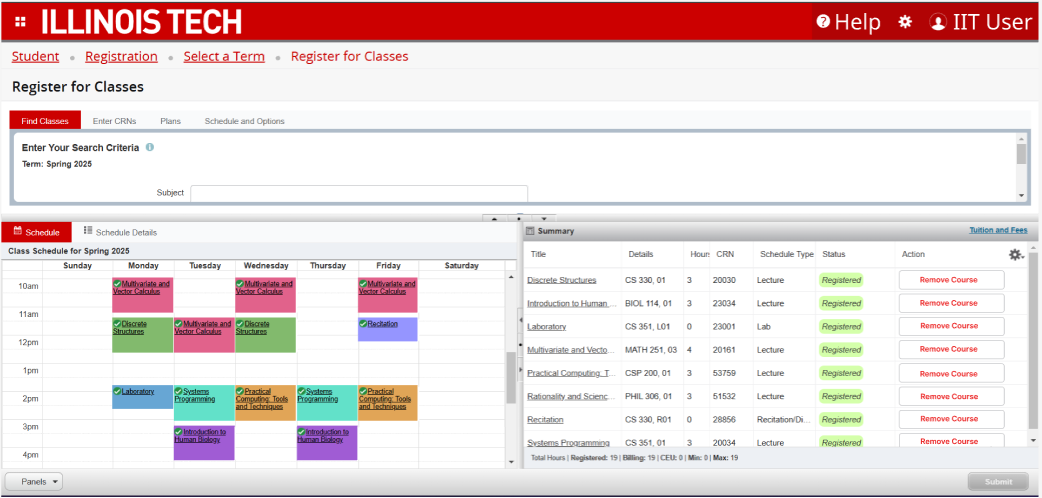 ILLINOIS TECH
Help
IIT User
Student Registration Select a Term Register for Classes
Register for Classes
Find Classes Enter CRNs Plans Schedule and Options
Enter Your Search Criteria
Term: Spring 2025
Subject
Schedule Schedule Details
Class Schedule for Spring 2025
Sunday Monday Tuesday Wednesday Thursday Friday Saturday
10am
11am
12pm
1pm
2pm
3pm
4pm
Multivariate and
Vector Calculus
Multivariate and
Vector Calculus
Multivariate and
Vector Calculus
Discrete
Structures
Multivariate and
Vector Calculus
Discrete
Structures
Recitation
Laboratory
Systems
Programming
Practical
Computing: Tools
and Techniques
Systems
Programming
Practical
Computing: Tools
and Techniques
Introduction to
Human Biology
Introduction to
Human Biology
Summary
Tuition and Fees
Title Details Hours CRN Schedule Type Status Action
Discrete Structures CS 330, 01 3 20030 Lecture Registered Remove Course
Introduction to Human ... BIOL 114, 01 3 23034 Lecture Registered Remove Course
Laboratory CS 351, L01 0 23001 Lab Registered Remove Course
Multivariate and Vecto... MATH 251, 03 4 20161 Lecture Registered Remove Course
Practical Computing: T... CSP 200, 01 3 53759 Lecture Registered Remove Course
Rationality and Scienc... PHIL 306, 01 3 51532 Lecture Registered Remove Course
Recitation CS 330, R01 0 28856 Recitation/Di... Registered Remove Course
Systems Programming CS 351, 01 3 20034 Lecture Registered Remove Course
Total Hours | Registered: 19 | Billing: 19 | CEU: 0 | Min: 0 | Max: 19
Panels
Submit